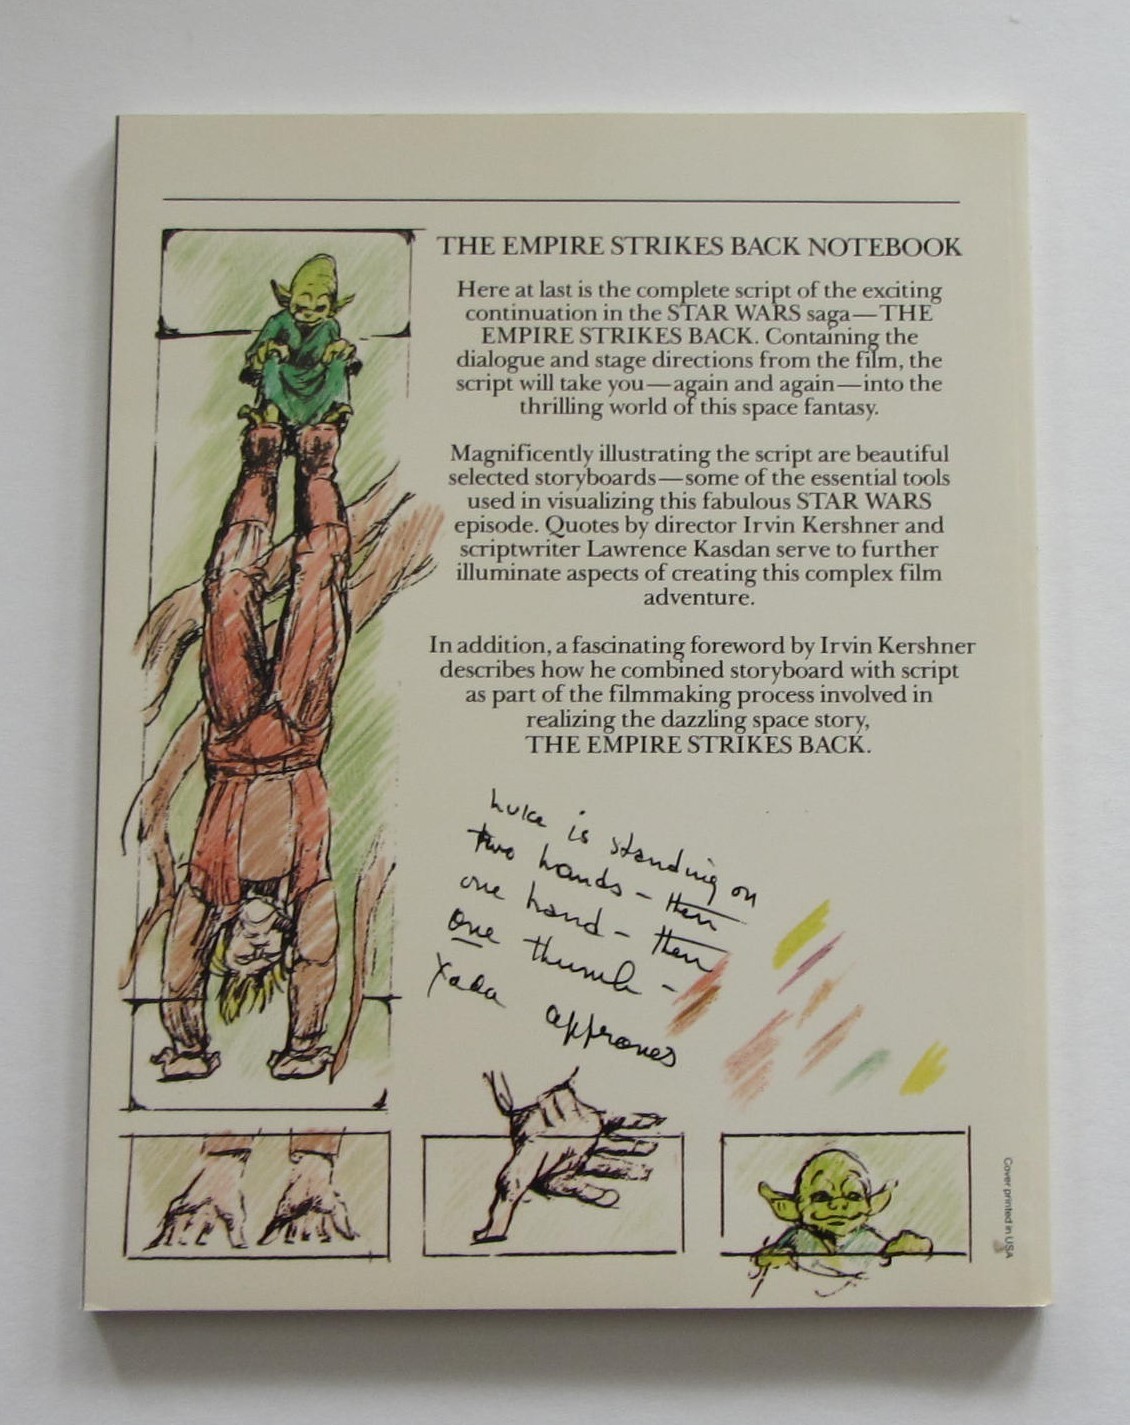 THE EMPIRE STRIKES BACK NOTEBOOK
Here at last is the complete script of the exciting
continuation in the STAR WARS saga—THE
EMPIRE STRIKES BACK. Containing the
dialogue and stage directions from the film, the
script will take you—again and again—into the
thrilling world of this space fantasy.
Magnificently illustrating the script are beautiful
selected storyboards—some of the essential tools
used in visualizing this fabulous STAR WARS
episode. Quotes by director Irvin Kershner and
scriptwriter Lawrence Kasdan serve to further
illuminate aspects of creating this complex film
adventure.
In addition, a fascinating foreword by Irvin Kershner
describes how he combined storyboard with script
as part of the filmmaking process involved in
realizing the dazzling space story,
THE EMPIRE STRIKES BACK.
Luke is standing on
two hands – then
one hand – then
one thumb –
Yoda approves
Cover printed in USA